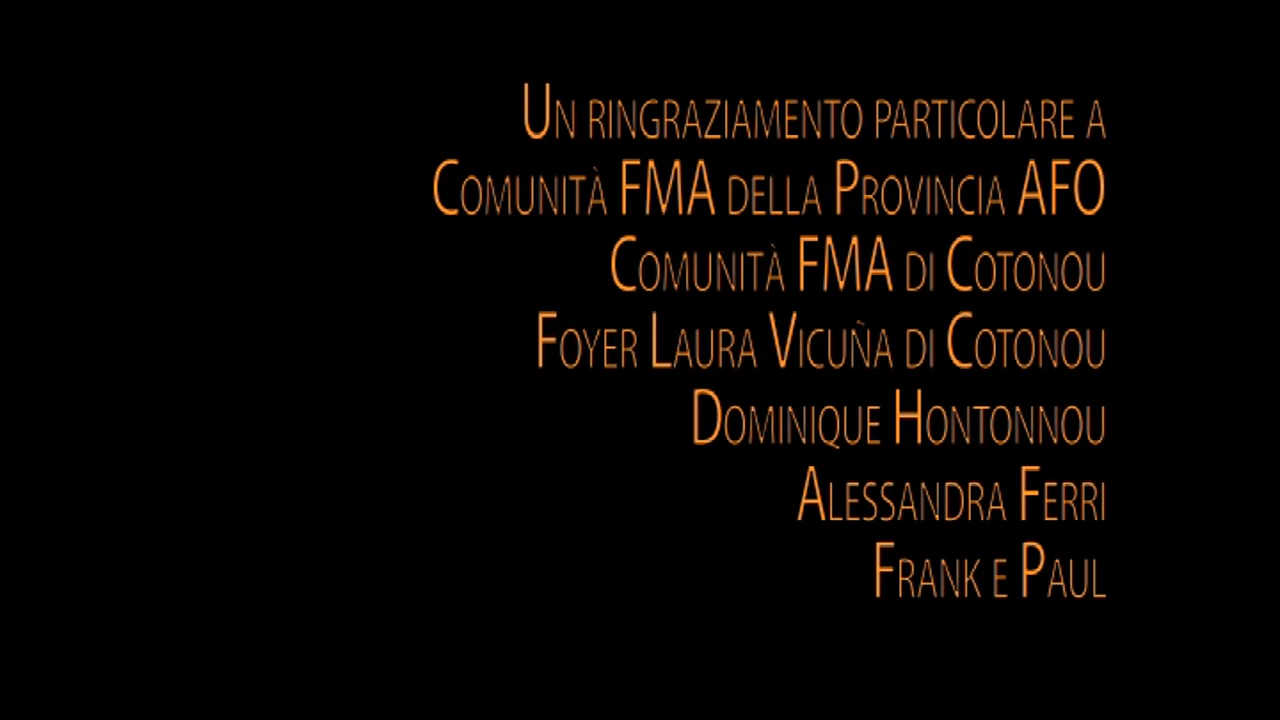 Un ringraziamento particolare a
Comunità FMA della Provincia AFO
Comunità FMA di Cotonou
Foyer Laura Vicuña di Cotonou
Dominique Hontonnou
Alessandra Ferri
Frank e Paul